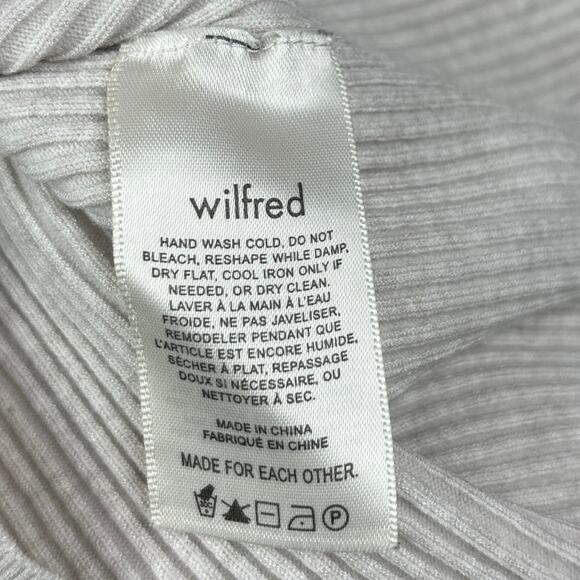 wilfred
HAND WASH COLD, DO NOT
BLEACH, RESHAPE WHILE DAMP,
DRY FLAT, COOL IRON ONLY IF
NEEDED, OR DRY CLEAN.
LAVER À LA MAIN À L'EAU
FROIDE, NE PAS JAVELISER,
REMODELER PENDANT QUE
L'ARTICLE EST ENCORE HUMIDE,
SÉCHER À PLAT, REPASSAGE
DOUX SI NÉCESSAIRE, OU
NETTOYER À SEC.
MADE IN CHINA
FABRIQUÉ EN CHINE
MADE FOR EACH OTHER.
P